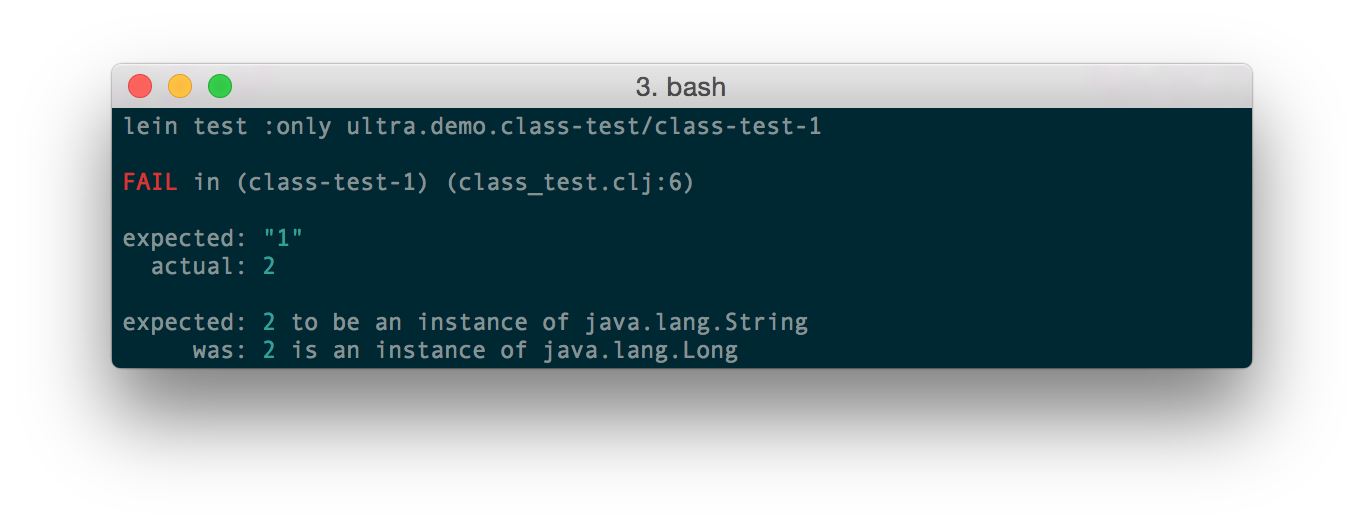 3. bash
lein test :only ultra.demo.class-test/class-test-1
FAIL in (class-test-1) (class_test.clj:6)
expected: "1"
actual: 2
expected: 2 to be an instance of java.lang.String
was: 2 is an instance of java.lang.Long